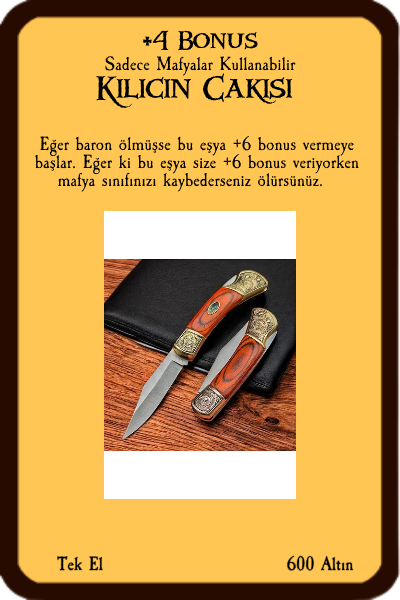 +4 Bonus
Sadece Mafyalar Kullanabilir
Kılıcın Çakısı
Eğer baron ölmüşse bu eşya +6 bonus vermeye
başlar. Eğer ki bu eşya size +6 bonus veriyorken
mafya sınıfınızı kaybederseniz ölürsünüz.
Tek El
600 Altın